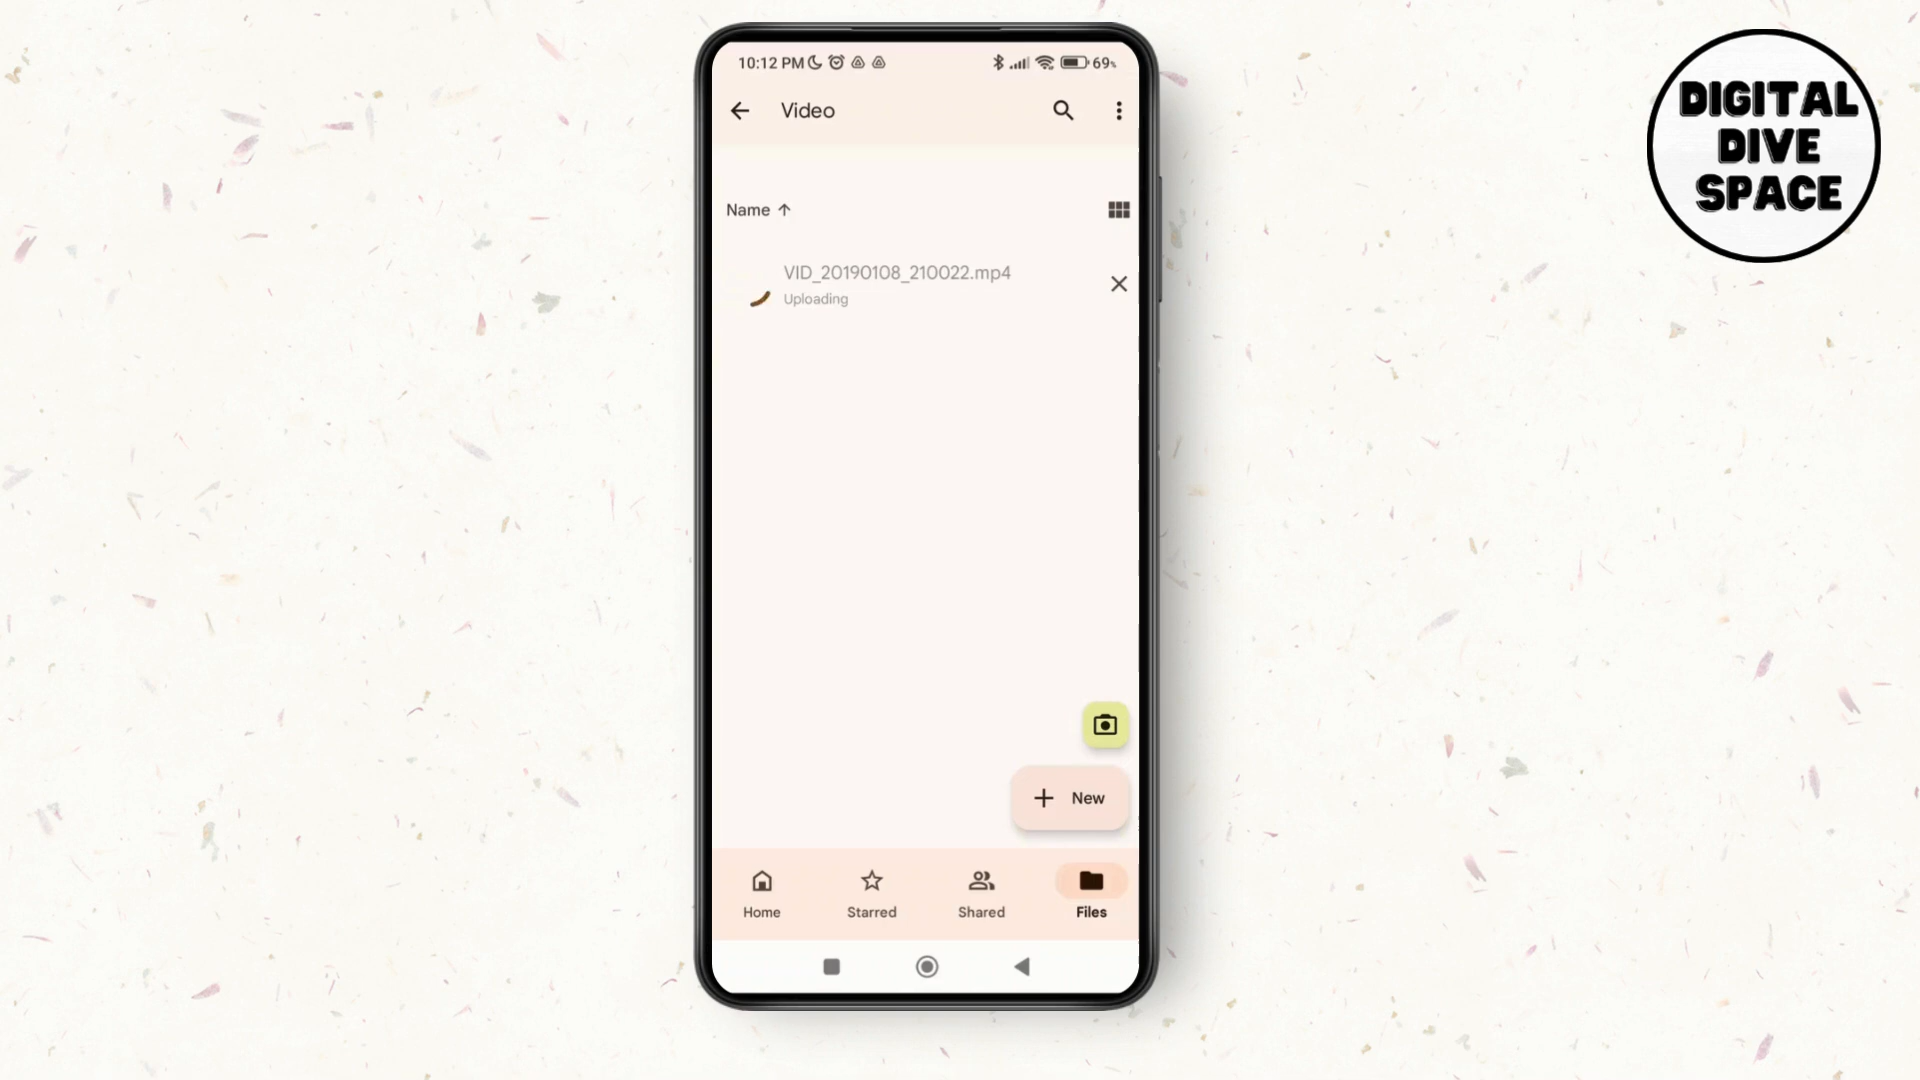 10:12 PM
69%
Video
Name
VID_20190108_210022.mp4
Uploading
New
Home
Starred
Shared
Files
DIGITAL
DIVE
SPACE